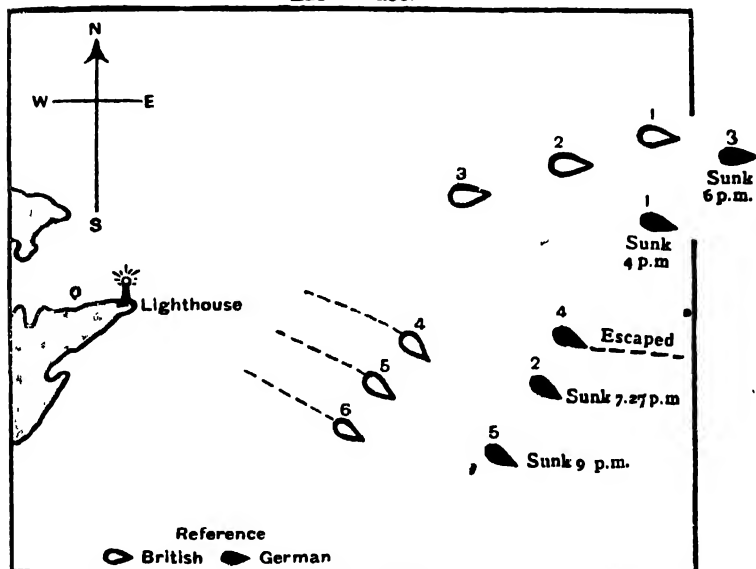 N
W E
S
1
2
3
3
Sunk
6 p.m.
1
Sunk
4 p.m
Lighthouse
4
4
Escaped
5
2
Sunk 7.27 p.m
6
5
Sunk 9 p.m.
Reference
British German